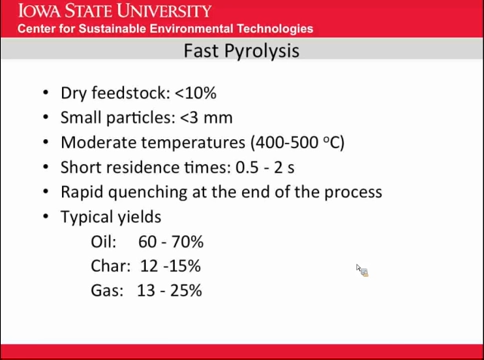 IOWA STATE UNIVERSITY
Center for Sustainable Environmental Technologies
Fast Pyrolysis
• Dry feedstock: <10%
• Small particles: <3 mm
• Moderate temperatures (400-500 °C)
• Short residence times: 0.5 - 2 s
• Rapid quenching at the end of the process
• Typical yields
Oil: 60 - 70%
Char: 12 -15%
Gas: 13 - 25%